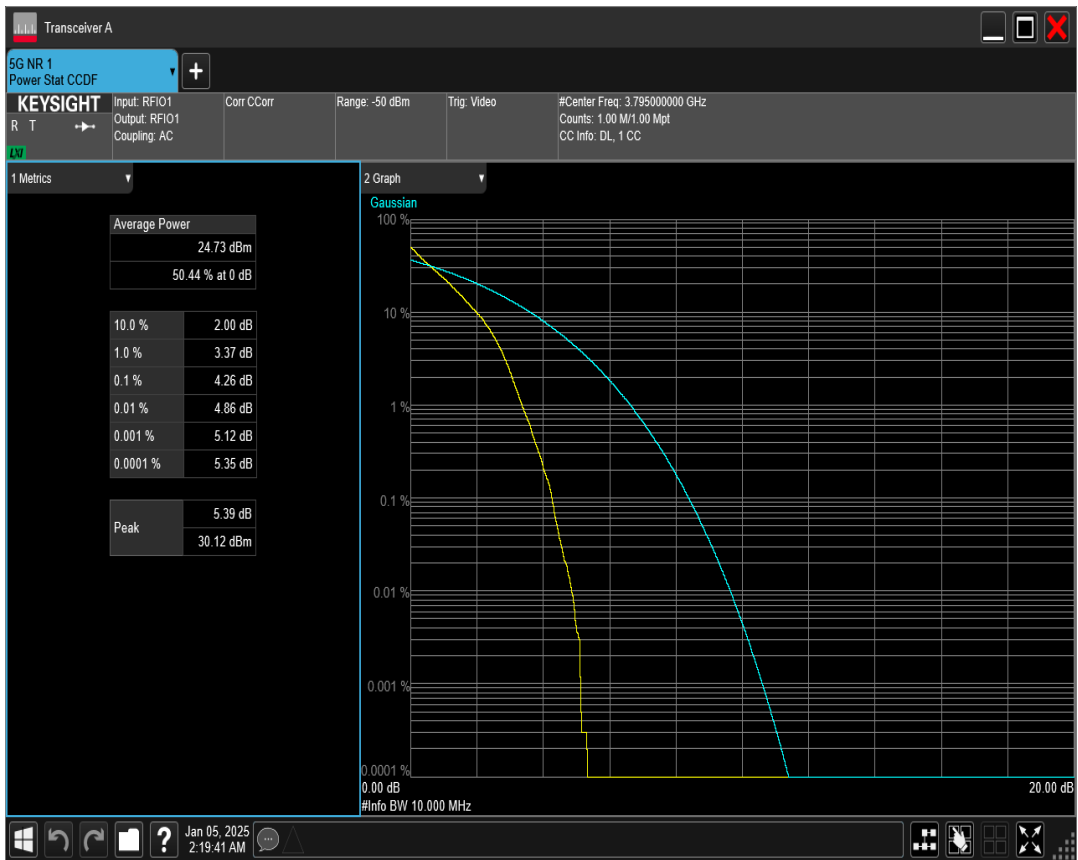 Transceiver A
5G NR 1
Power Stat CCDF
KEYSIGHT
R T
LXI
Input: RFIO1
Output: RFIO1
Coupling: AC
Corr CCorr
Range: -50 dBm
Trig: Video
#Center Freq: 3.795000000 GHz
Counts: 1.00 M/1.00 Mpt
CC Info: DL, 1 CC
1 Metrics
Average Power
24.73 dBm
50.44 % at 0 dB
10.0 % 2.00 dB
1.0 % 3.37 dB
0.1 % 4.26 dB
0.01 % 4.86 dB
0.001 % 5.12 dB
0.0001 % 5.35 dB
Peak
5.39 dB
30.12 dBm
2 Graph
Gaussian
100 %
10 %
1 %
0.1 %
0.01 %
0.001 %
0.0001 %
0.00 dB 20.00 dB
#Info BW 10.000 MHz
?
Jan 05, 2025
2:19:41 AM